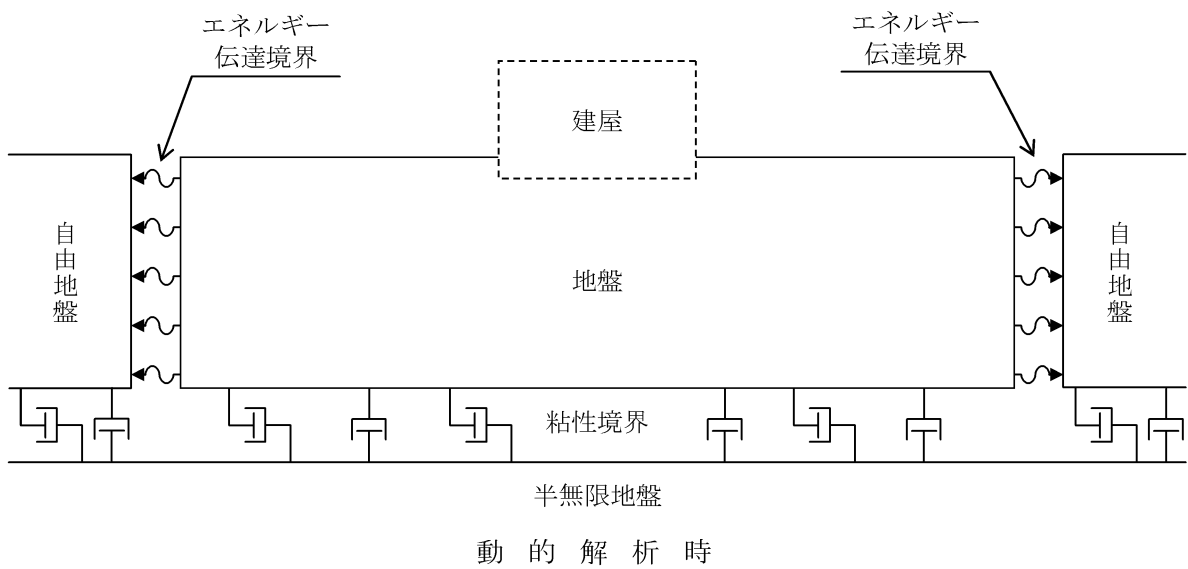 エネルギー
伝達境界
エネルギー
伝達境界
建屋
自由地盤
地盤
自由地盤
粘性境界
半無限地盤
動的解析時